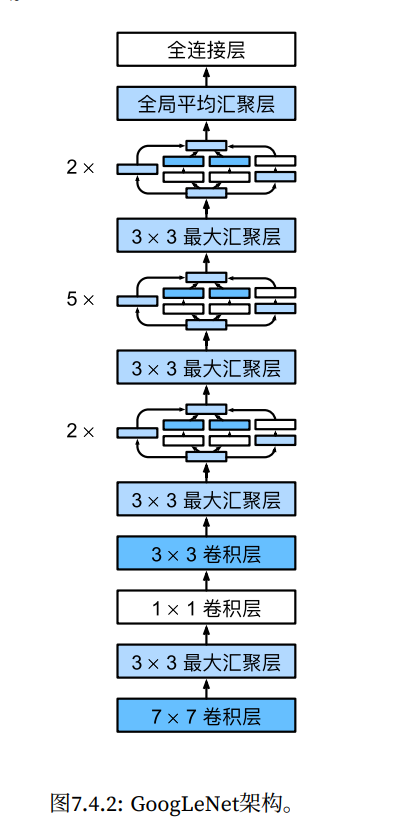 全连接层
全局平均汇聚层
2 ×
3 × 3 最大汇聚层
5 ×
3 × 3 最大汇聚层
2 ×
3 × 3 最大汇聚层
3 × 3 卷积层
1 × 1 卷积层
3 × 3 最大汇聚层
7 × 7 卷积层
图7.4.2: GoogLeNet架构。